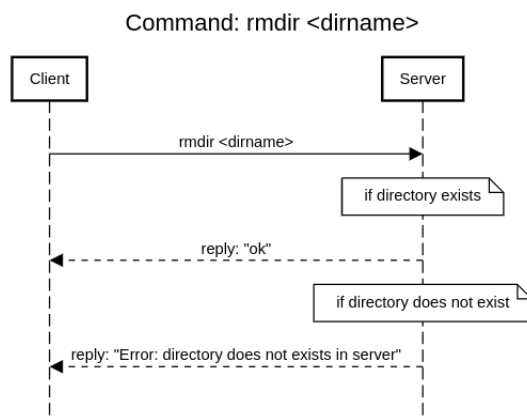 Command: rmdir <dirname>
Client
Server
rmdir <dirname>
if directory exists
reply: "ok"
if directory does not exist
reply: "Error: directory does not exists in server"